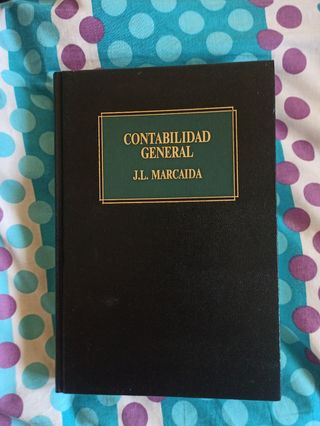 CONTABILIDAD
GENERAL
J.L. MARCAIDA